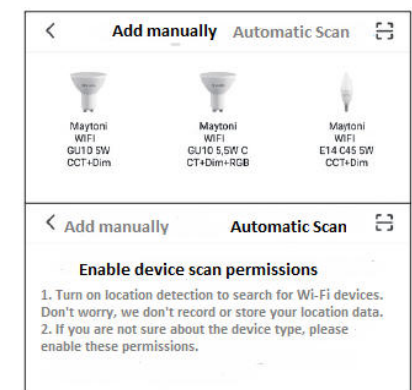 Add manually Automatic Scan
Maytoni Maytoni Maytoni
WIFI WIFI WIFI
GU10 5W GU10 5,5W C E14 C45 5W
CCT+Dim CT+Dim+RGB CCT+Dim
Add manually Automatic Scan
Enable device scan permissions
1. Turn on location detection to search for Wi-Fi devices.
Don't worry, we don't record or store your location data.
2. If you are not sure about the device type, please
enable these permissions.